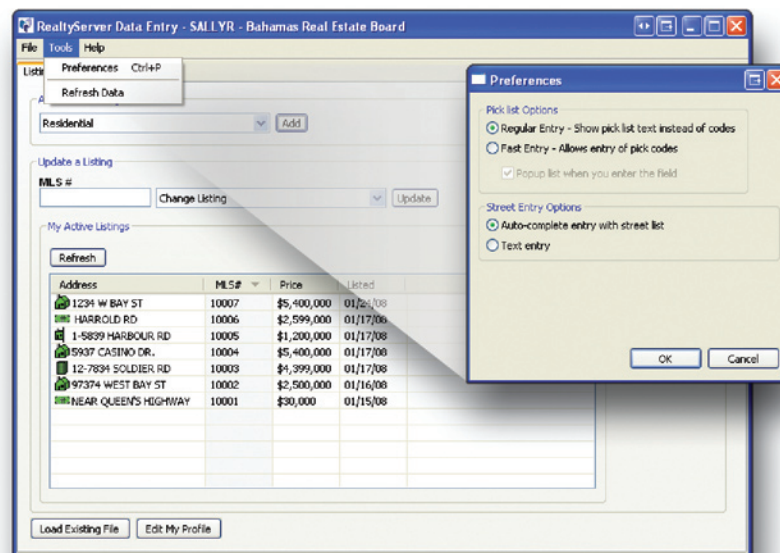 RealtyServer Data Entry - SALLYR - Bahamas Real Estate Board
File Tools Help
Preferences Ctrl+P
Refresh Data
Residential
Add
Update a Listing
MLS #
Change Listing
Update
My Active Listings
Refresh
Address MLS# Price Listed
1234 W BAY ST 10007 $5,400,000 01/24/08
HARROLD RD 10006 $2,599,000 01/17/08
1-5839 HARBOUR RD 10005 $1,200,000 01/17/08
5937 CASINO DR. 10004 $5,400,000 01/17/08
12-7834 SOLDIER RD 10003 $4,399,000 01/17/08
97374 WEST BAY ST 10002 $2,500,000 01/16/08
NEAR QUEEN'S HIGHWAY 10001 $30,000 01/15/08
Load Existing File
Edit My Profile
Preferences
Pick list Options
Regular Entry - Show pick list text instead of codes
Fast Entry - Allows entry of pick codes
Popup list when you enter the field
Street Entry Options
Auto-complete entry with street list
Text entry
OK Cancel